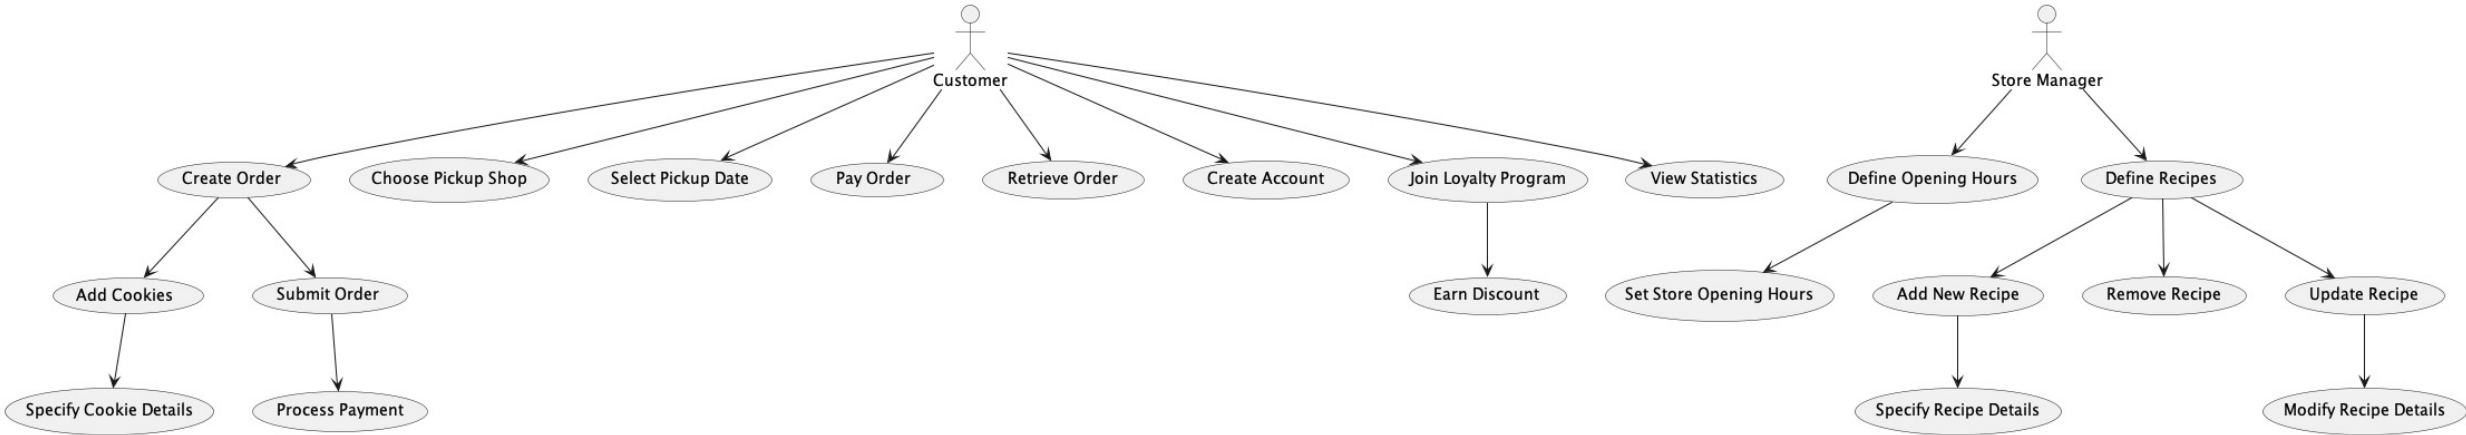 Customer
Store Manager
Create Order
Choose Pickup Shop
Select Pickup Date
Pay Order
Retrieve Order
Create Account
Join Loyalty Program
View Statistics
Define Opening Hours
Define Recipes
Add Cookies
Submit Order
Earn Discount
Set Store Opening Hours
Add New Recipe
Remove Recipe
Update Recipe
Specify Cookie Details
Process Payment
Specify Recipe Details
Modify Recipe Details